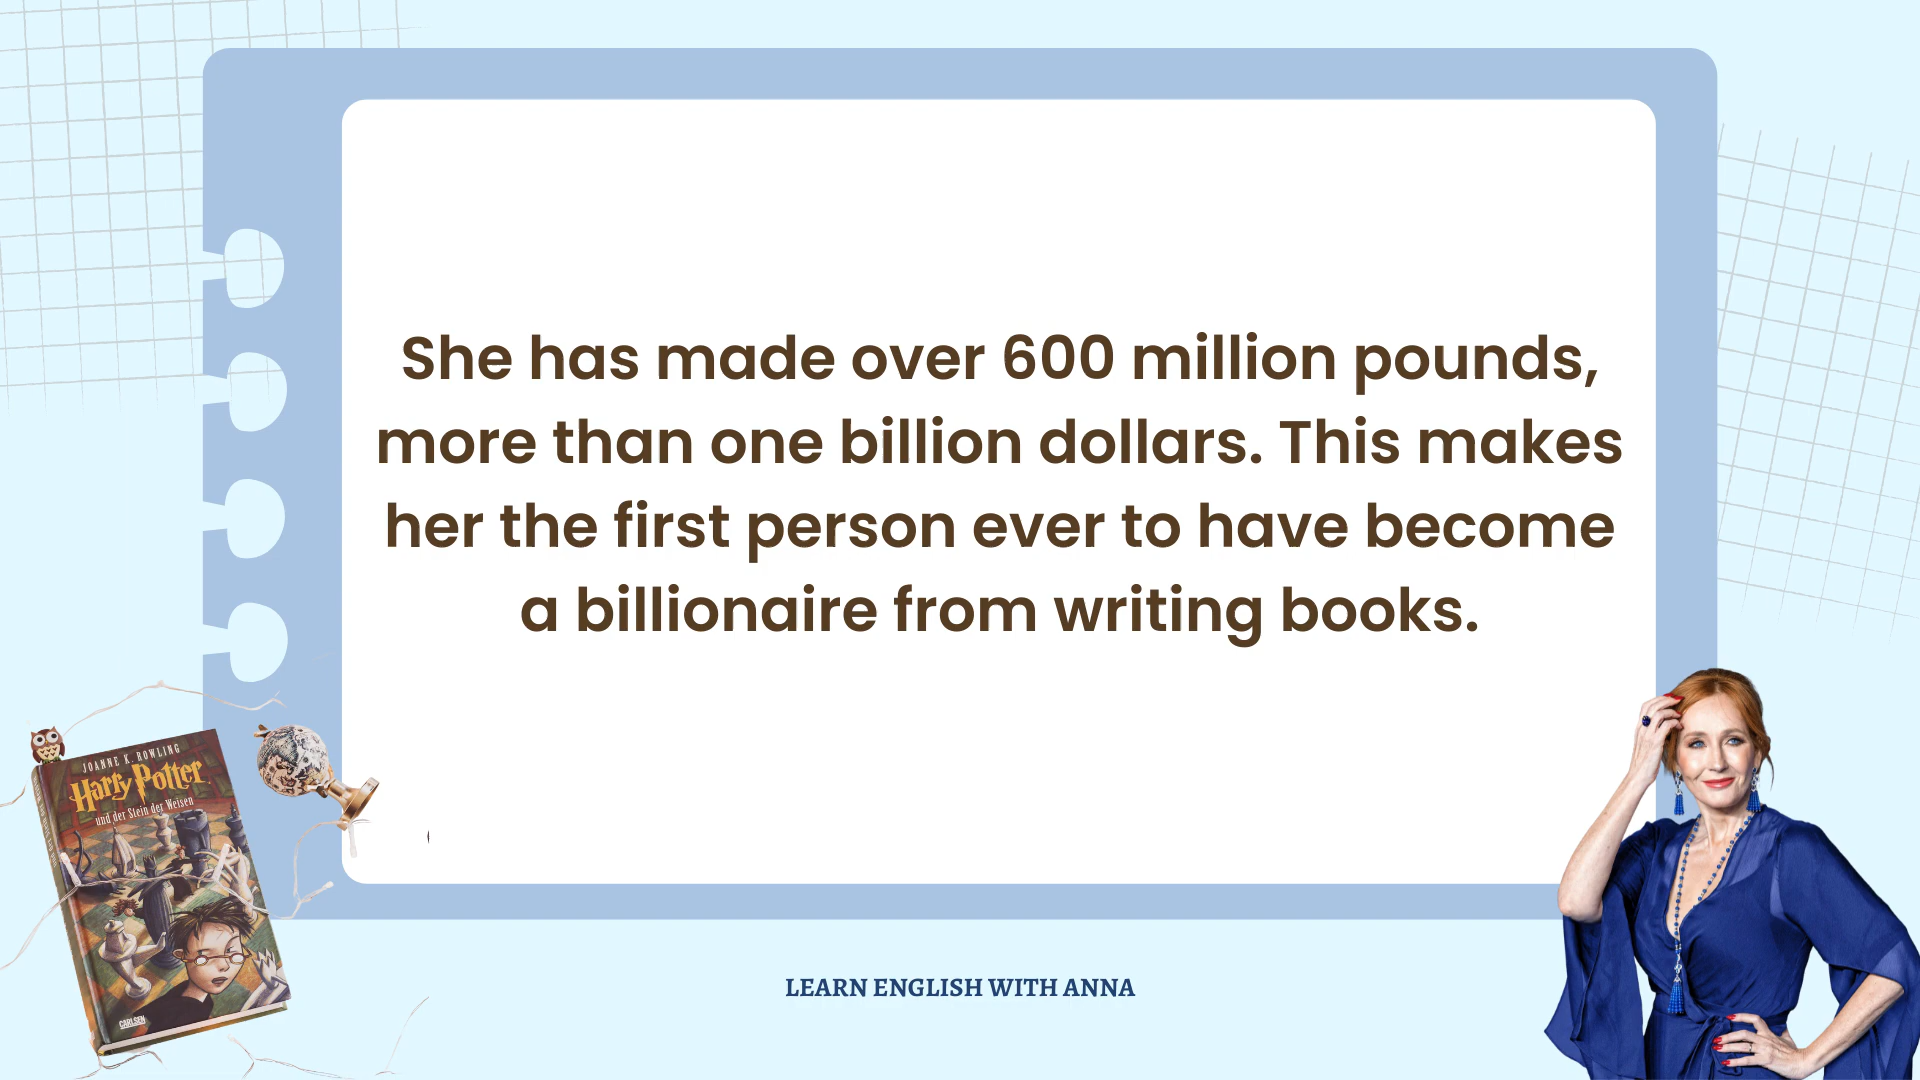 She has made over 600 million pounds,
more than one billion dollars. This makes
her the first person ever to have become
a billionaire from writing books.
JOANNE K. ROWLING
Harry Potter
und der Stein der Weisen
CARLSEN
LEARN ENGLISH WITH ANNA